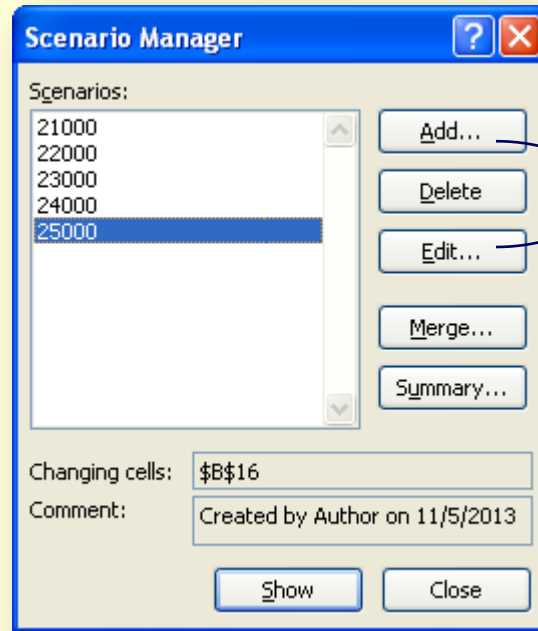 Scenario Manager
Scenarios:
21000
22000
23000
24000
25000
Add...
Delete
Edit...
Merge...
Summary...
Changing cells: $B$16
Comment: Created by Author on 11/5/2013
Show Close